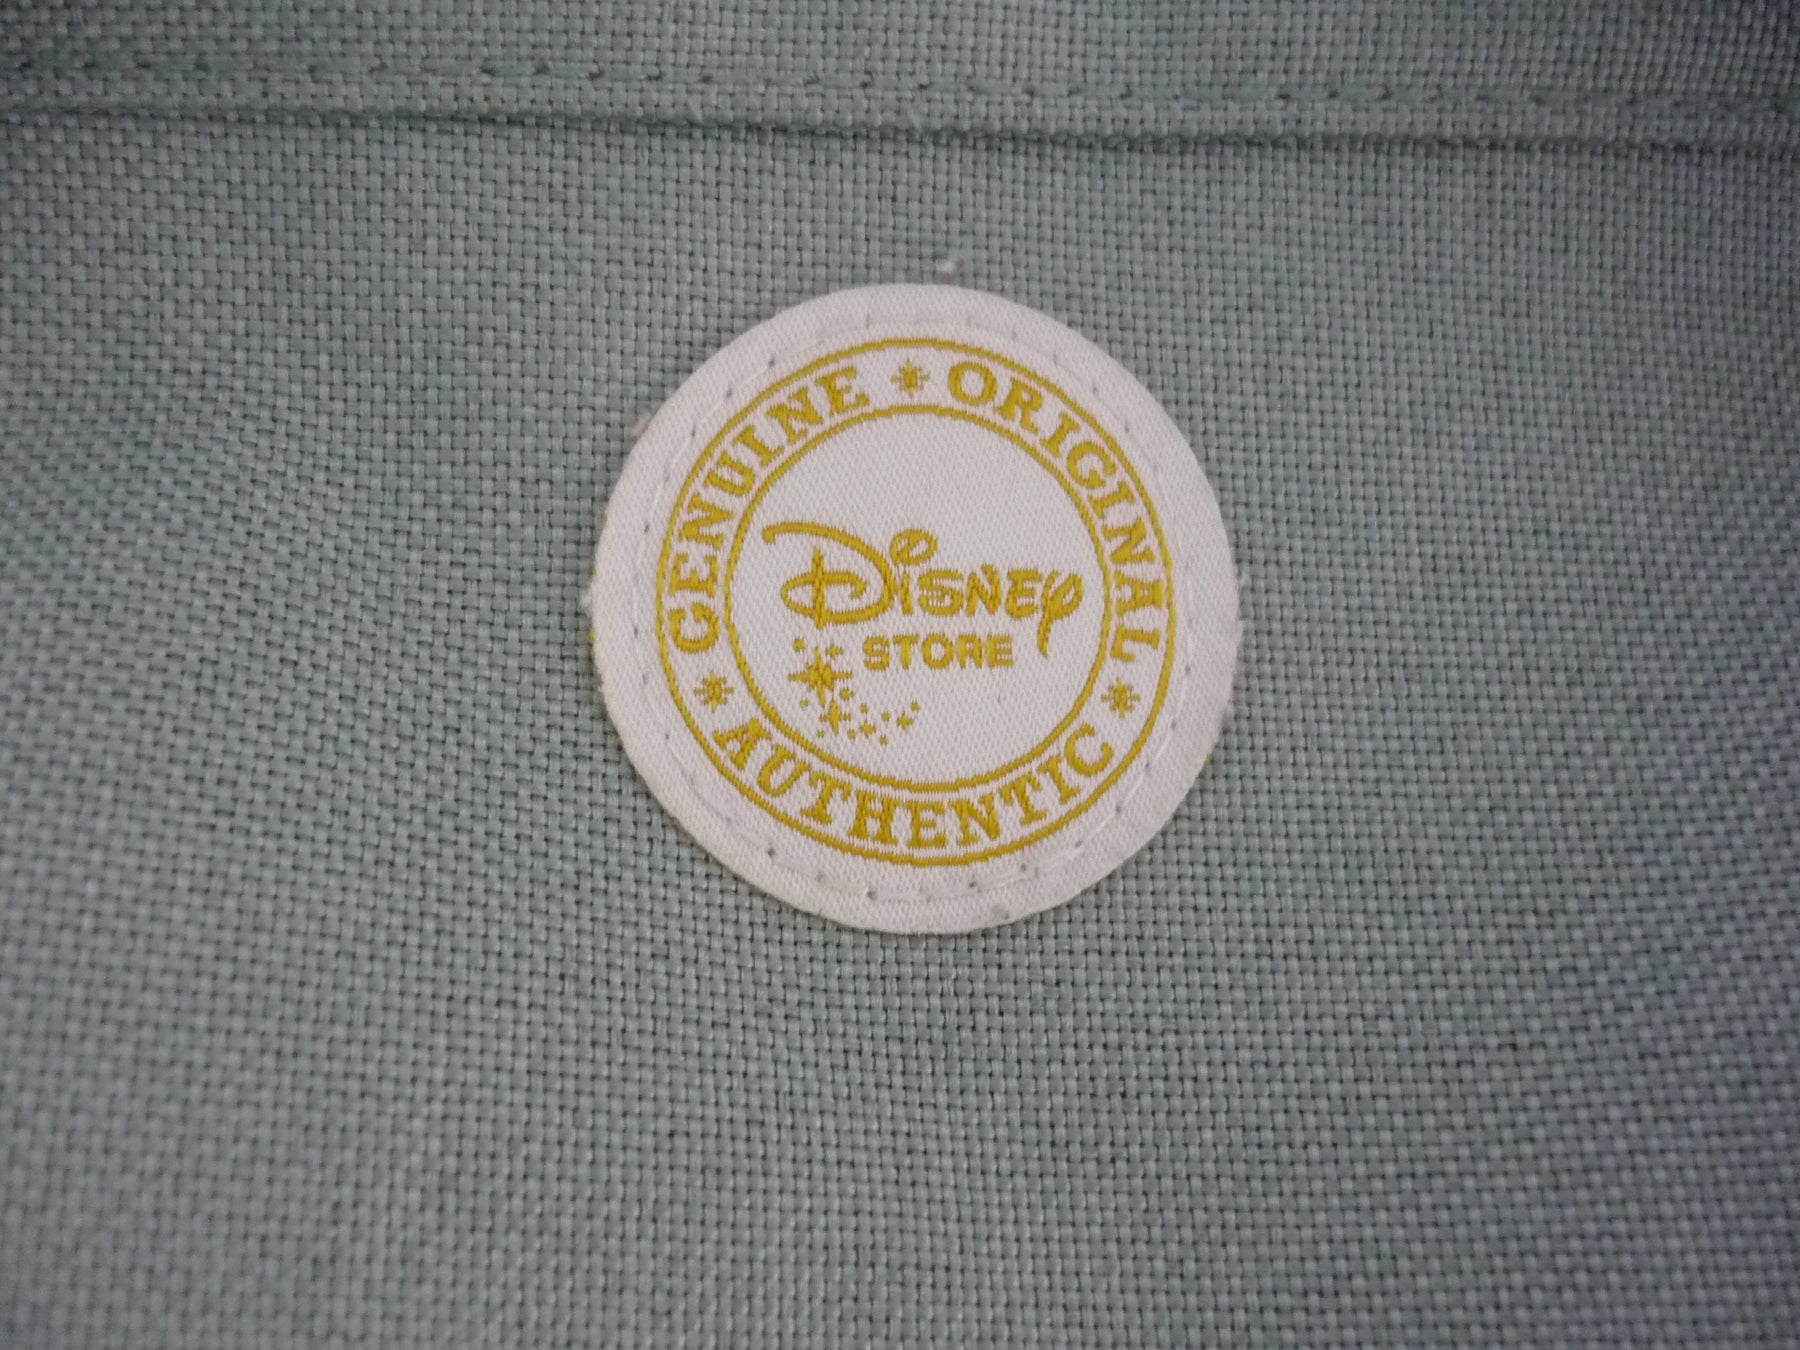 GENUINE * ORIGINAL * AUTHENTIC *
Disney
STORE